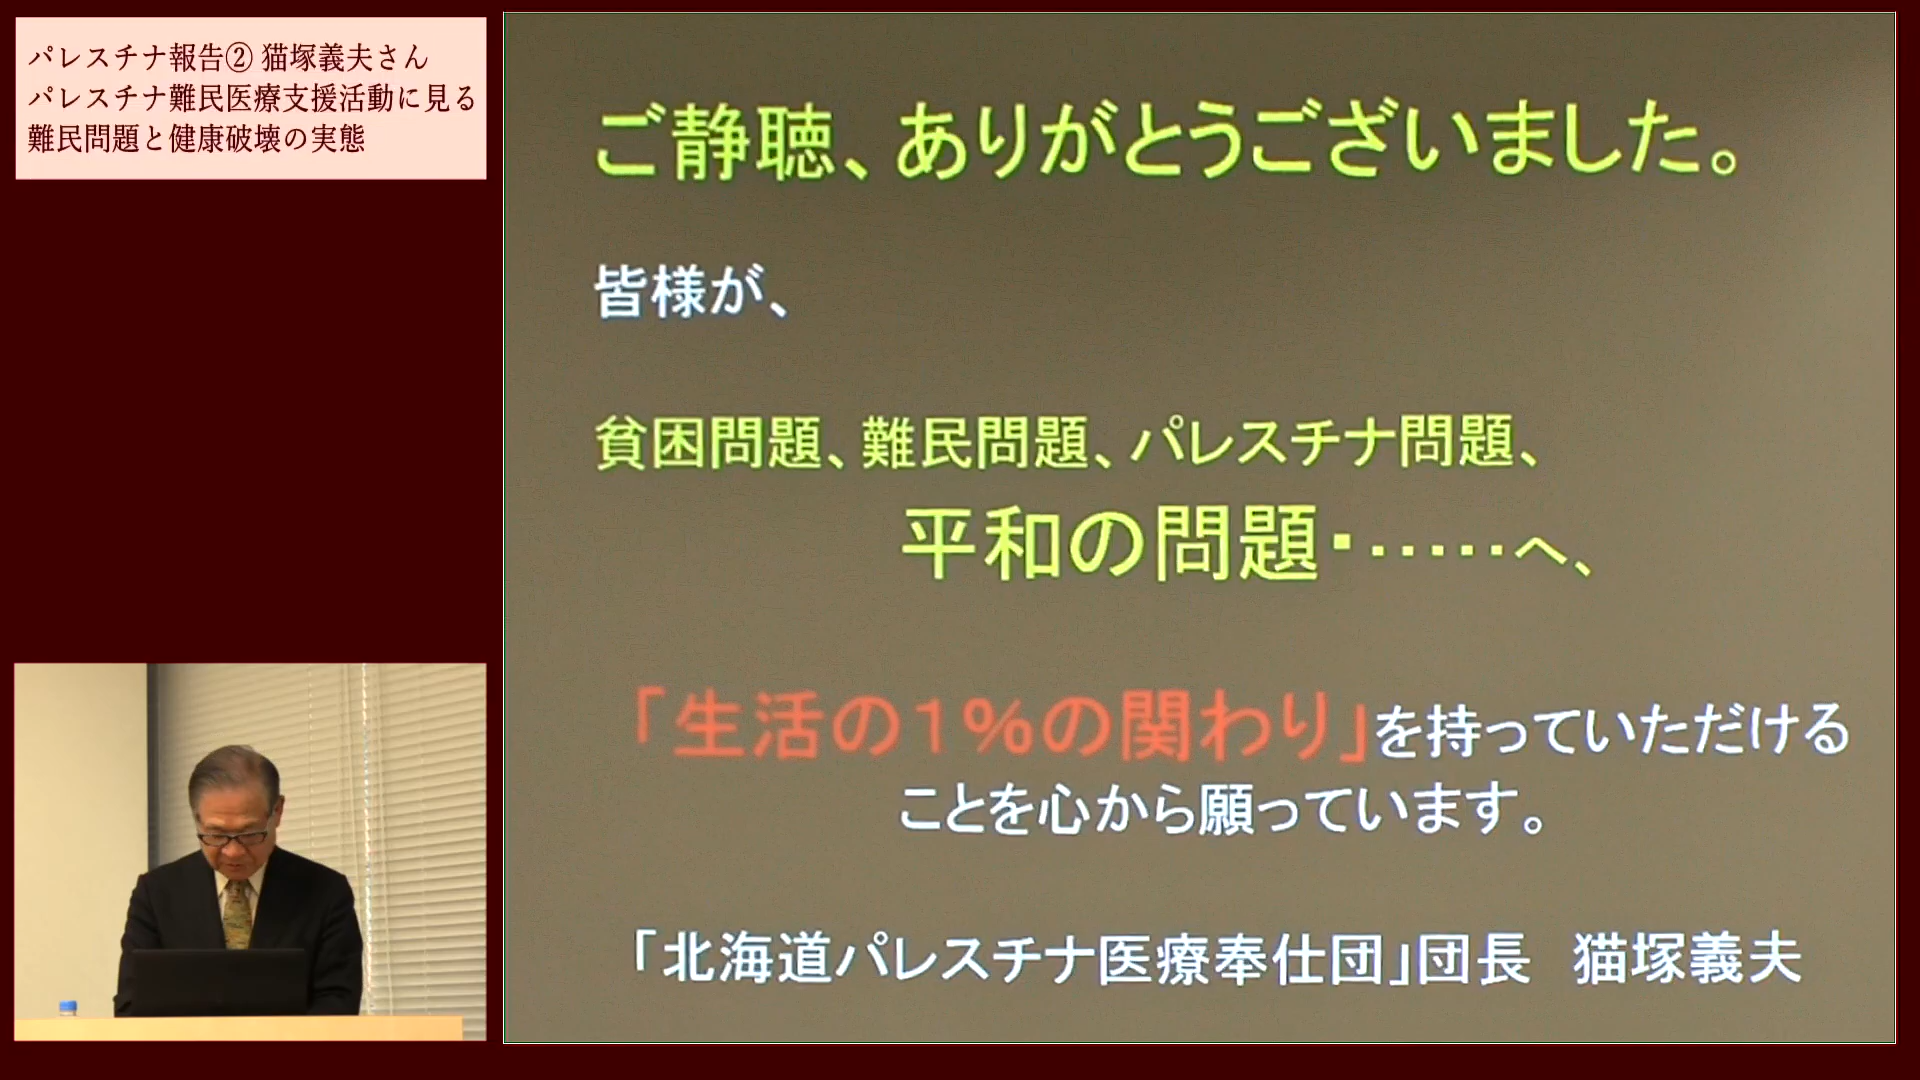 パレスチナ報告② 猫塚義夫さん
パレスチナ難民医療支援活動に見る
難民問題と健康破壊の実態
ご静聴、ありがとうございました。
皆様が、
貧困問題、難民問題、パレスチナ問題、
平和の問題・・・・・・へ、
「生活の1%の関わり」を持っていただける
ことを心から願っています。
「北海道パレスチナ医療奉仕団」団長　猫塚義夫